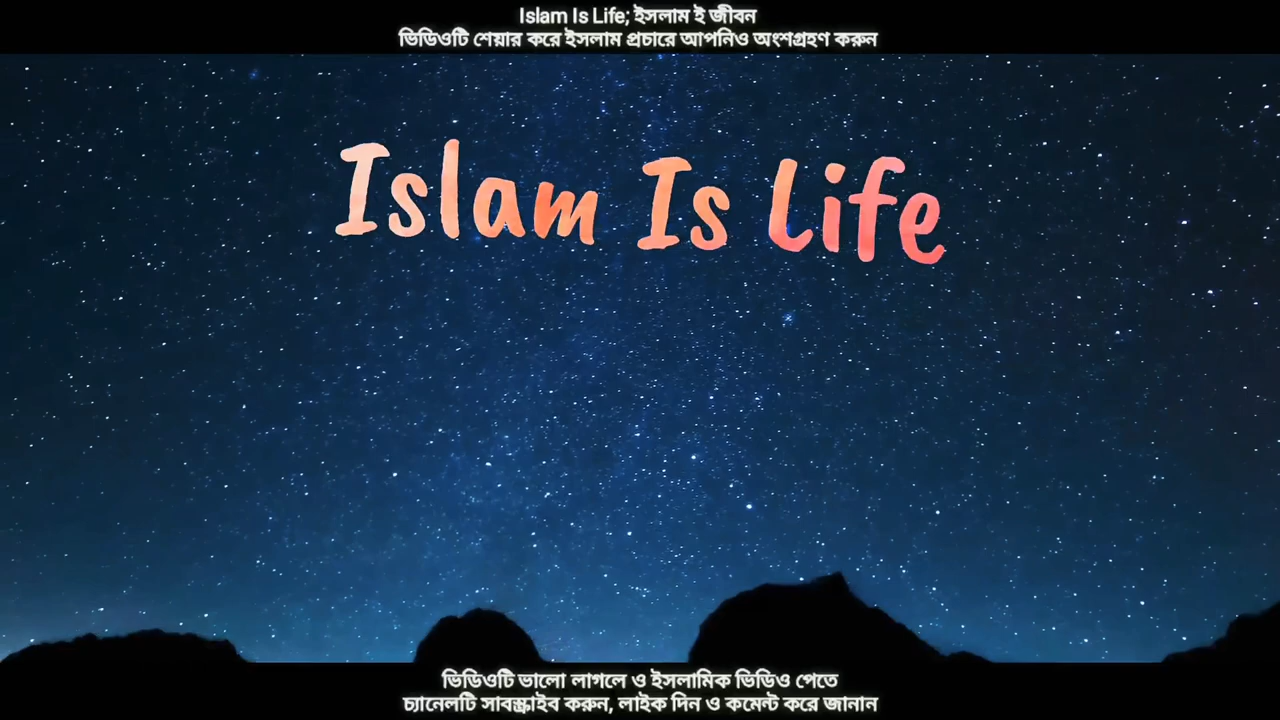 Islam Is Life; ইসলাম ই জীবন
ভিডিওটি শেয়ার করে ইসলাম প্রচারে আপনিও অংশগ্রহণ করুন
Islam Is Life
ভিডিওটি ভালো লাগলে ও ইসলামিক ভিডিও পেতে
চ্যানেলটি সাবস্ক্রাইব করুন, লাইক দিন ও কমেন্ট করে জানান